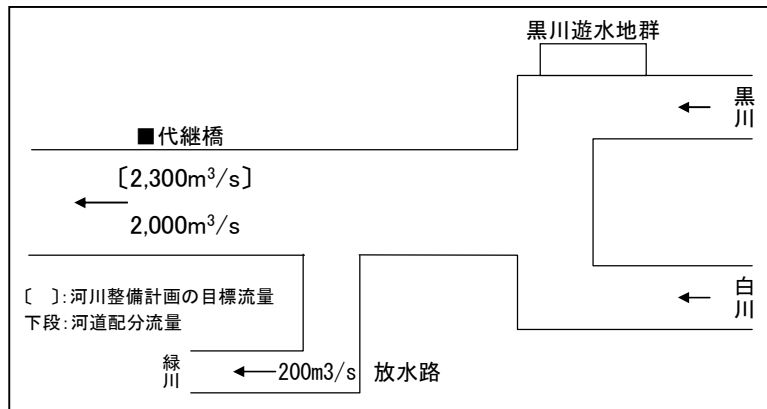 黒川遊水地群
黒川
■代継橋
〔2,300m³/s〕
2,000m³/s
〔　〕：河川整備計画の目標流量
下段：河道配分流量
白川
緑川
200m3/s 放水路